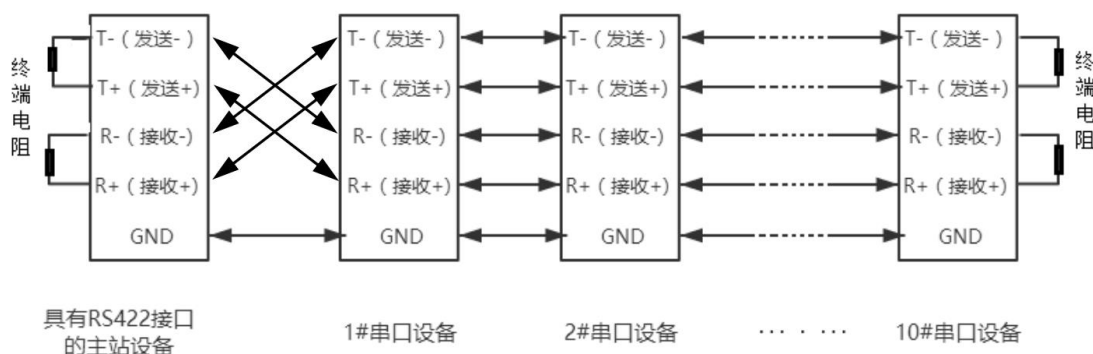 终端电阻
T-（发送-）
T+（发送+）
R-（接收-）
R+（接收+）
GND
T-（发送-）
T+（发送+）
R-（接收-）
R+（接收+）
GND
T-（发送-）
T+（发送+）
R-（接收-）
R+（接收+）
GND
T-（发送-）
T+（发送+）
R-（接收-）
R+（接收+）
GND
终端电阻
具有RS422接口
的主站设备
1#串口设备
2#串口设备
······
10#串口设备